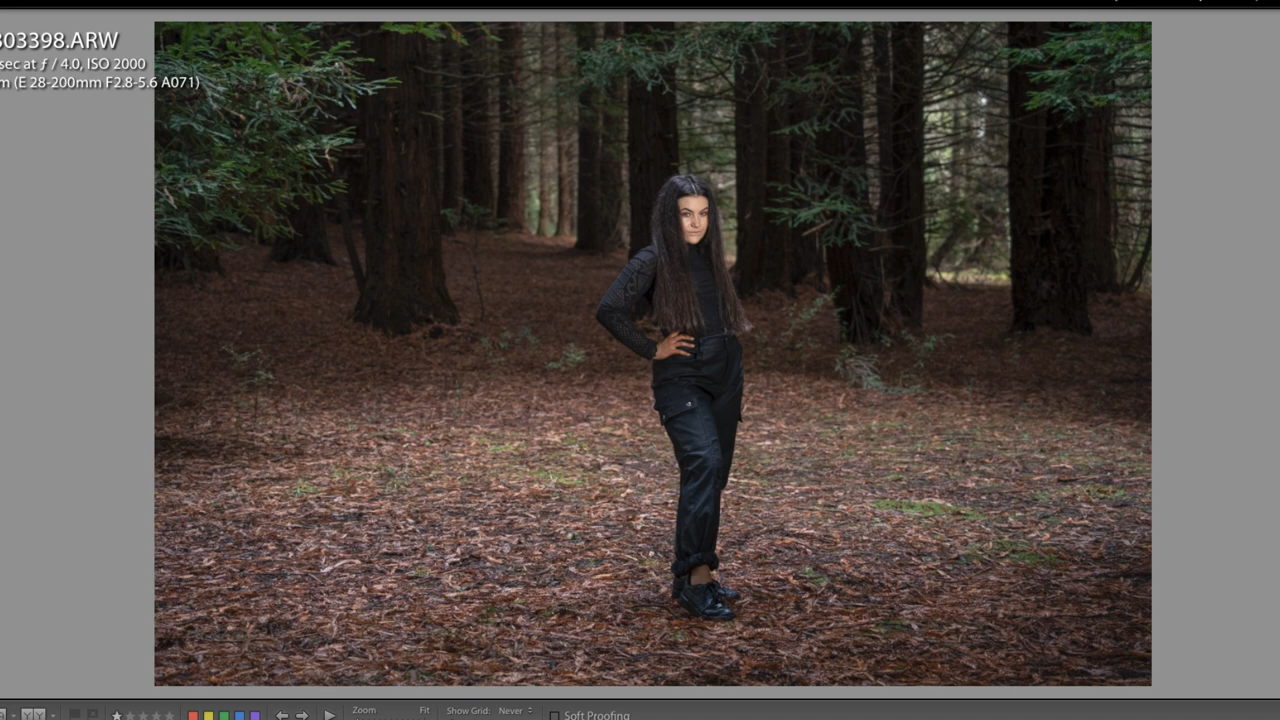 303398.ARW
sec at ƒ / 4.0, ISO 2000
m (E 28-200mm F2.8-5.6 A071)
Zoom Fit Show Grid: Never Soft Proofing